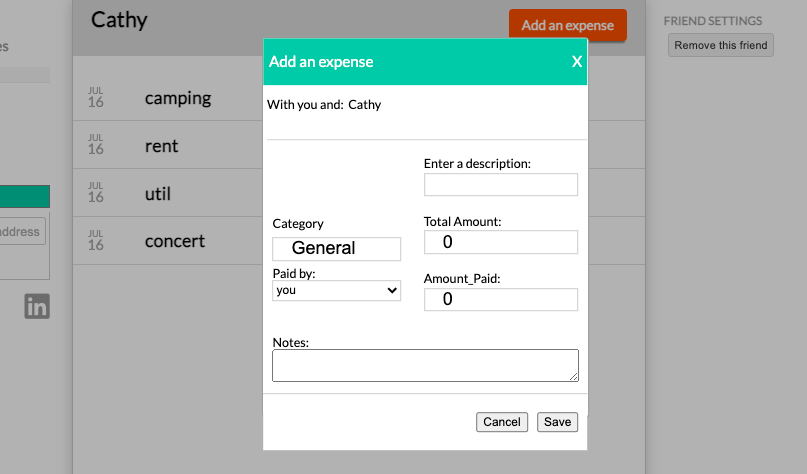 Cathy
Add an expense
FRIEND SETTINGS
Remove this friend
es
Add an expense X
With you and: Cathy
JUL
16 camping
JUL
16 rent
JUL
16 util
JUL
16 concert
address
in
Enter a description:
Category
General
Total Amount:
0
Paid by:
you
Amount_Paid:
0
Notes:
Cancel Save